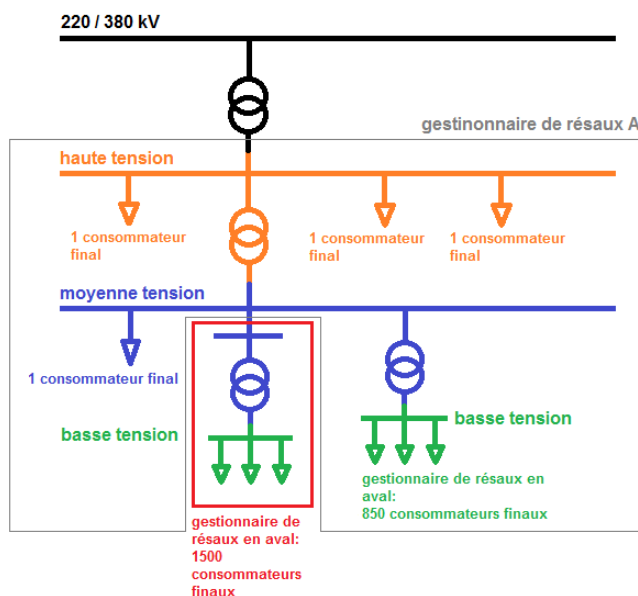 220 / 380 kV
gestinonnaire de résaux A
haute tension
1 consommateur
final
1 consommateur
final
1 consommateur
final
moyenne tension
1 consommateur final
basse tension
basse tension
gestionnaire de résaux en
aval:
850 consommateurs finaux
gestionnaire de
résaux en aval:
1500
consommateurs
finaux